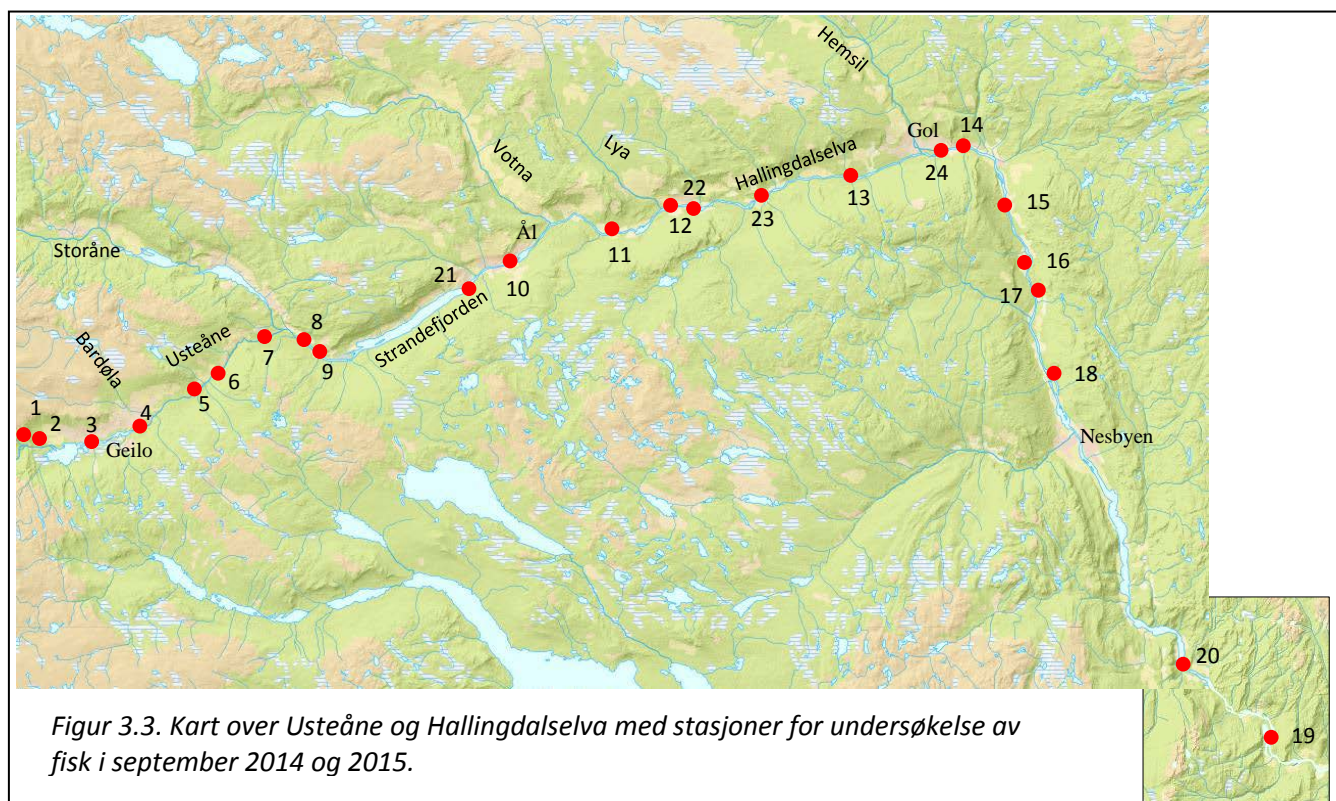 Hemsil
Gol
14
24
Votna
Lya
Hallingdalselva
13
22
12
23
11
15
Ål
10
21
Strandefjorden
16
17
Storåne
8
9
7
Usteåne
6
5
Bardøla
18
1
2
3
4
Geilo
Nesbyen
20
19
Figur 3.3. Kart over Usteåne og Hallingdalselva med stasjoner for undersøkelse av
fisk i september 2014 og 2015.